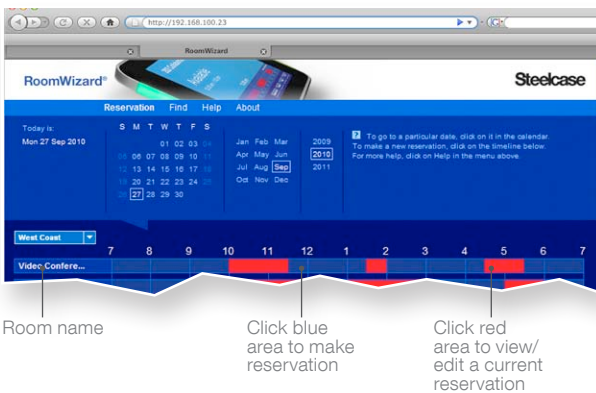 http://192.168.100.23
RoomWizard
RoomWizard®
Steelcase
Reservation Find Help About
Today is:
Mon 27 Sep 2010
S M T W T F S
01 02 03 04
05 06 07 08 09 10 11
12 13 14 15 16 17 18
19 20 21 22 23 24 25
26 27 28 29 30
Jan Feb Mar
Apr May Jun
Jul Aug Sep
Oct Nov Dec
2009
2010
2011
? To go to a particular date, click on it in the calendar.
To make a new reservation, click on the timeline below.
For more help, click on Help in the menu above.
West Coast
7 8 9 10 11 12 1 2 3 4 5 6 7
Video Confere...
Room name
Click blue
area to make
reservation
Click red
area to view/
edit a current
reservation